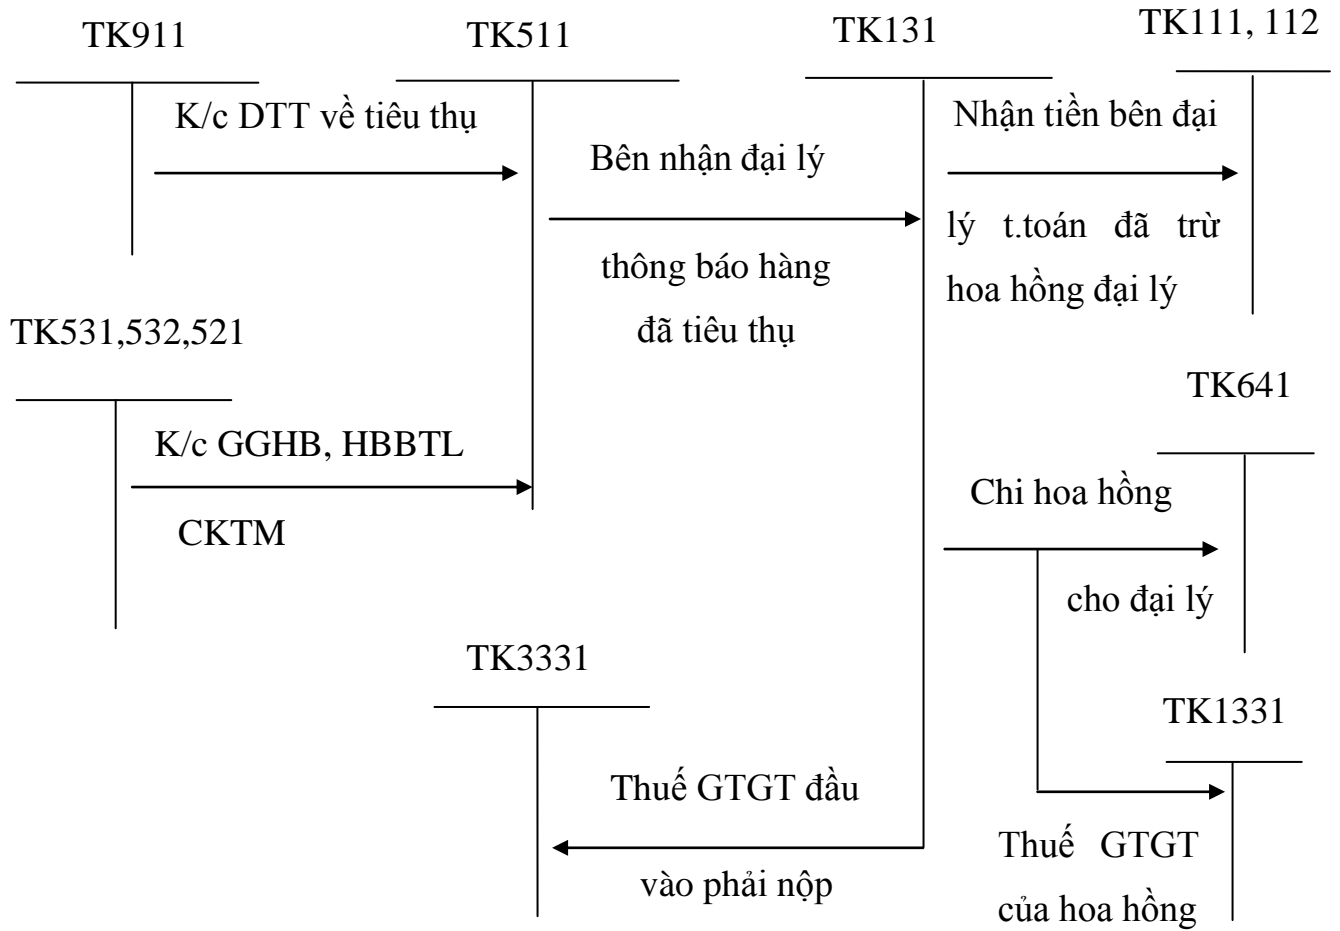 TK911
TK511
TK131
TK111, 112
K/c DTT về tiêu thụ
Bên nhận đại lý
thông báo hàng
đã tiêu thụ
Nhận tiền bên đại
lý t.toán đã trừ
hoa hồng đại lý
TK531,532,521
K/c GGHB, HBBTL
CKTM
TK641
Chi hoa hồng
cho đại lý
TK3331
Thuế GTGT đầu
vào phải nộp
TK1331
Thuế GTGT
của hoa hồng